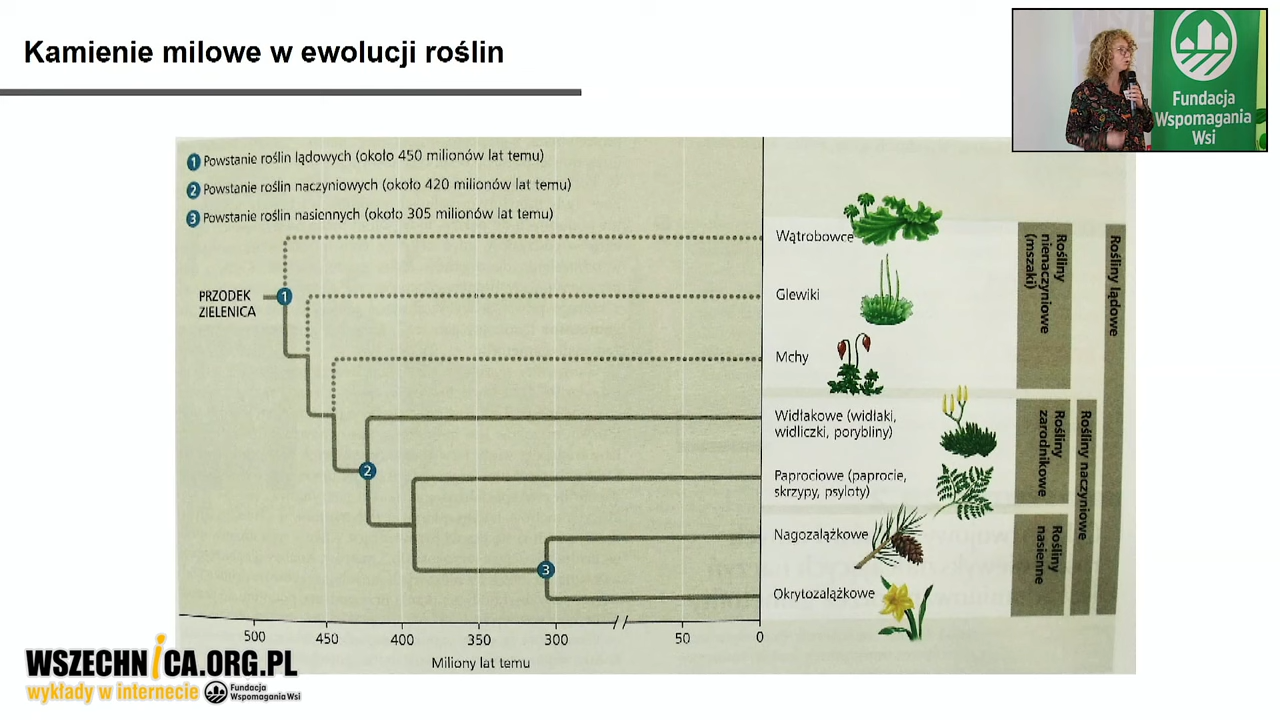 Kamienie milowe w ewolucji roślin
Fundacja
Wspomagania
Wsi
1 Powstanie roślin lądowych (około 450 milionów lat temu)
2 Powstanie roślin naczyniowych (około 420 milionów lat temu)
3 Powstanie roślin nasiennych (około 305 milionów lat temu)
PRZODEK
ZIELENICA
1
2
3
Wątrobowce
Glewiki
Mchy
Widłakowe (widłaki,
widliczki, porybliny)
Paprociowe (paprocie,
skrzypy, psyloty)
Nagozalążkowe
Okrytozalążkowe
Rośliny
nienaczyniowe
(mszaki)
Rośliny
zarodnikowe
Rośliny
nasienne
Rośliny naczyniowe
Rośliny lądowe
500 450 400 350 300 50 0
Miliony lat temu
WSZECHNICA.ORG.PL
wykłady w internecie
Fundacja
Wspomagania Wsi